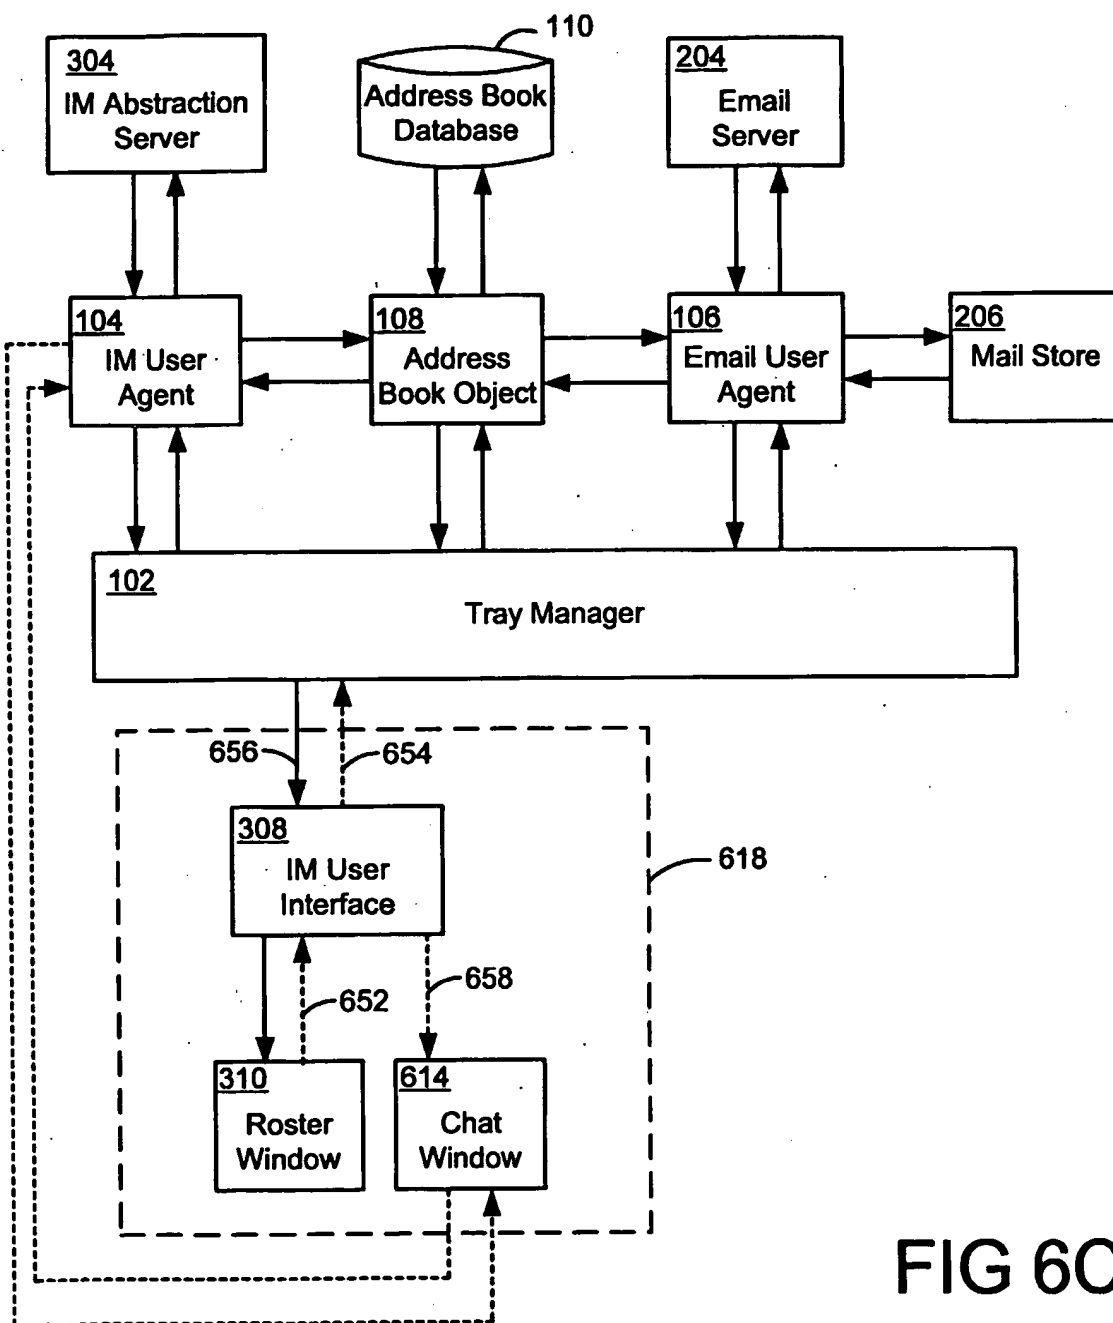 110
304
IM Abstraction
Server
Address Book
Database
204
Email
Server
104
IM User
Agent
108
Address
Book Object
106
Email User
Agent
206
Mail Store
102
Tray Manager
656
654
308
IM User
Interface
618
652
658
310
Roster
Window
614
Chat
Window
FIG 6C